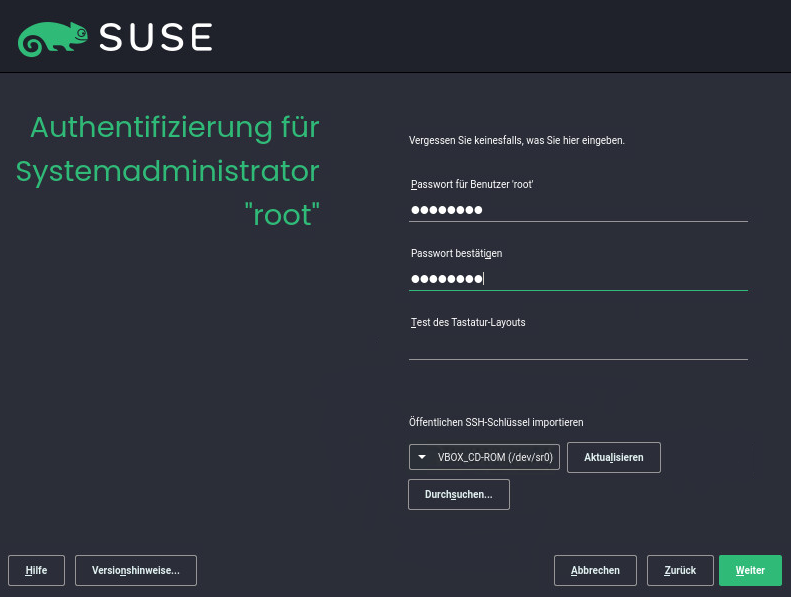 SUSE
Authentifizierung für
Systemadministrator
"root"
Vergessen Sie keinesfalls, was Sie hier eingeben.
Passwort für Benutzer 'root'
●●●●●●●●
Passwort bestätigen
●●●●●●●●
Test des Tastatur-Layouts
Öffentlichen SSH-Schlüssel importieren
VBOX_CD-ROM (/dev/sr0)
Aktualisieren
Durchsuchen...
Hilfe
Versionshinweise...
Abbrechen
Zurück
Weiter